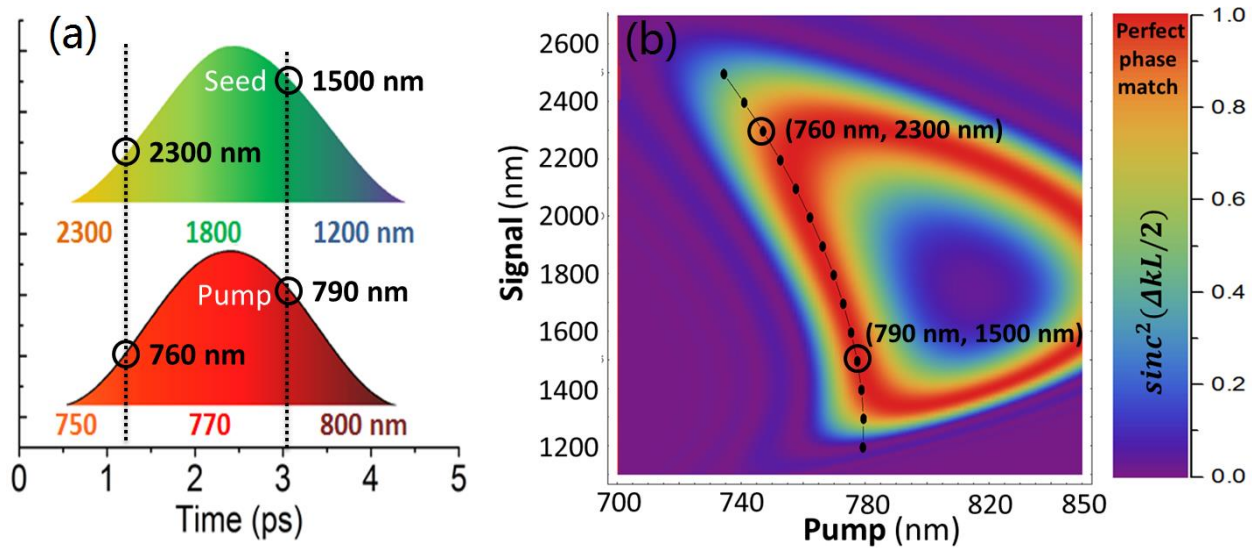 (a)
Seed
1500 nm
2300 nm
2300 1800 1200 nm
Pump
790 nm
760 nm
750 770 800 nm
0 1 2 3 4 5
Time (ps)
(b)
Signal (nm)
2600
2400
2200
2000
1800
1600
1400
1200
(760 nm, 2300 nm)
(790 nm, 1500 nm)
700 740 780 820 850
Pump (nm)
Perfect
phase
match
1.0
0.8
0.6
0.4
0.2
0.0
sinc²(ΔkL/2)